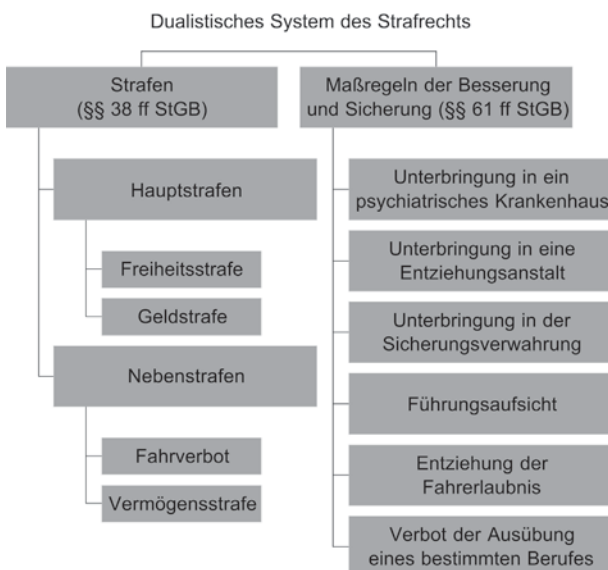 Dualistisches System des Strafrechts
Strafen
(§§ 38 ff StGB)
Hauptstrafen
Freiheitsstrafe
Geldstrafe
Nebenstrafen
Fahrverbot
Vermögensstrafe
Maßregeln der Besserung
und Sicherung (§§ 61 ff StGB)
Unterbringung in ein
psychiatrisches Krankenhaus
Unterbringung in eine
Entziehungsanstalt
Unterbringung in der
Sicherungsverwahrung
Führungsaufsicht
Entziehung der
Fahrerlaubnis
Verbot der Ausübung
eines bestimmten Berufes